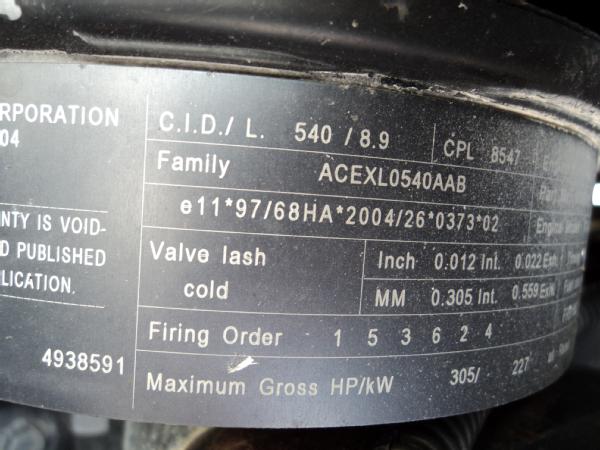 RPORATION
04
C.I.D./ L. 540 / 8.9
CPL 8547
Family ACEXL0540AAB
e11*97/68HA*2004/26*0373*02
NTY IS VOID-
D PUBLISHED
PLICATION.
Valve lash cold
Inch 0.012 Int. 0.022 Exh.
MM 0.305 Int. 0.559 Exh.
Firing Order 1 5 3 6 2 4
4938591
Maximum Gross HP/kW 305/ 227